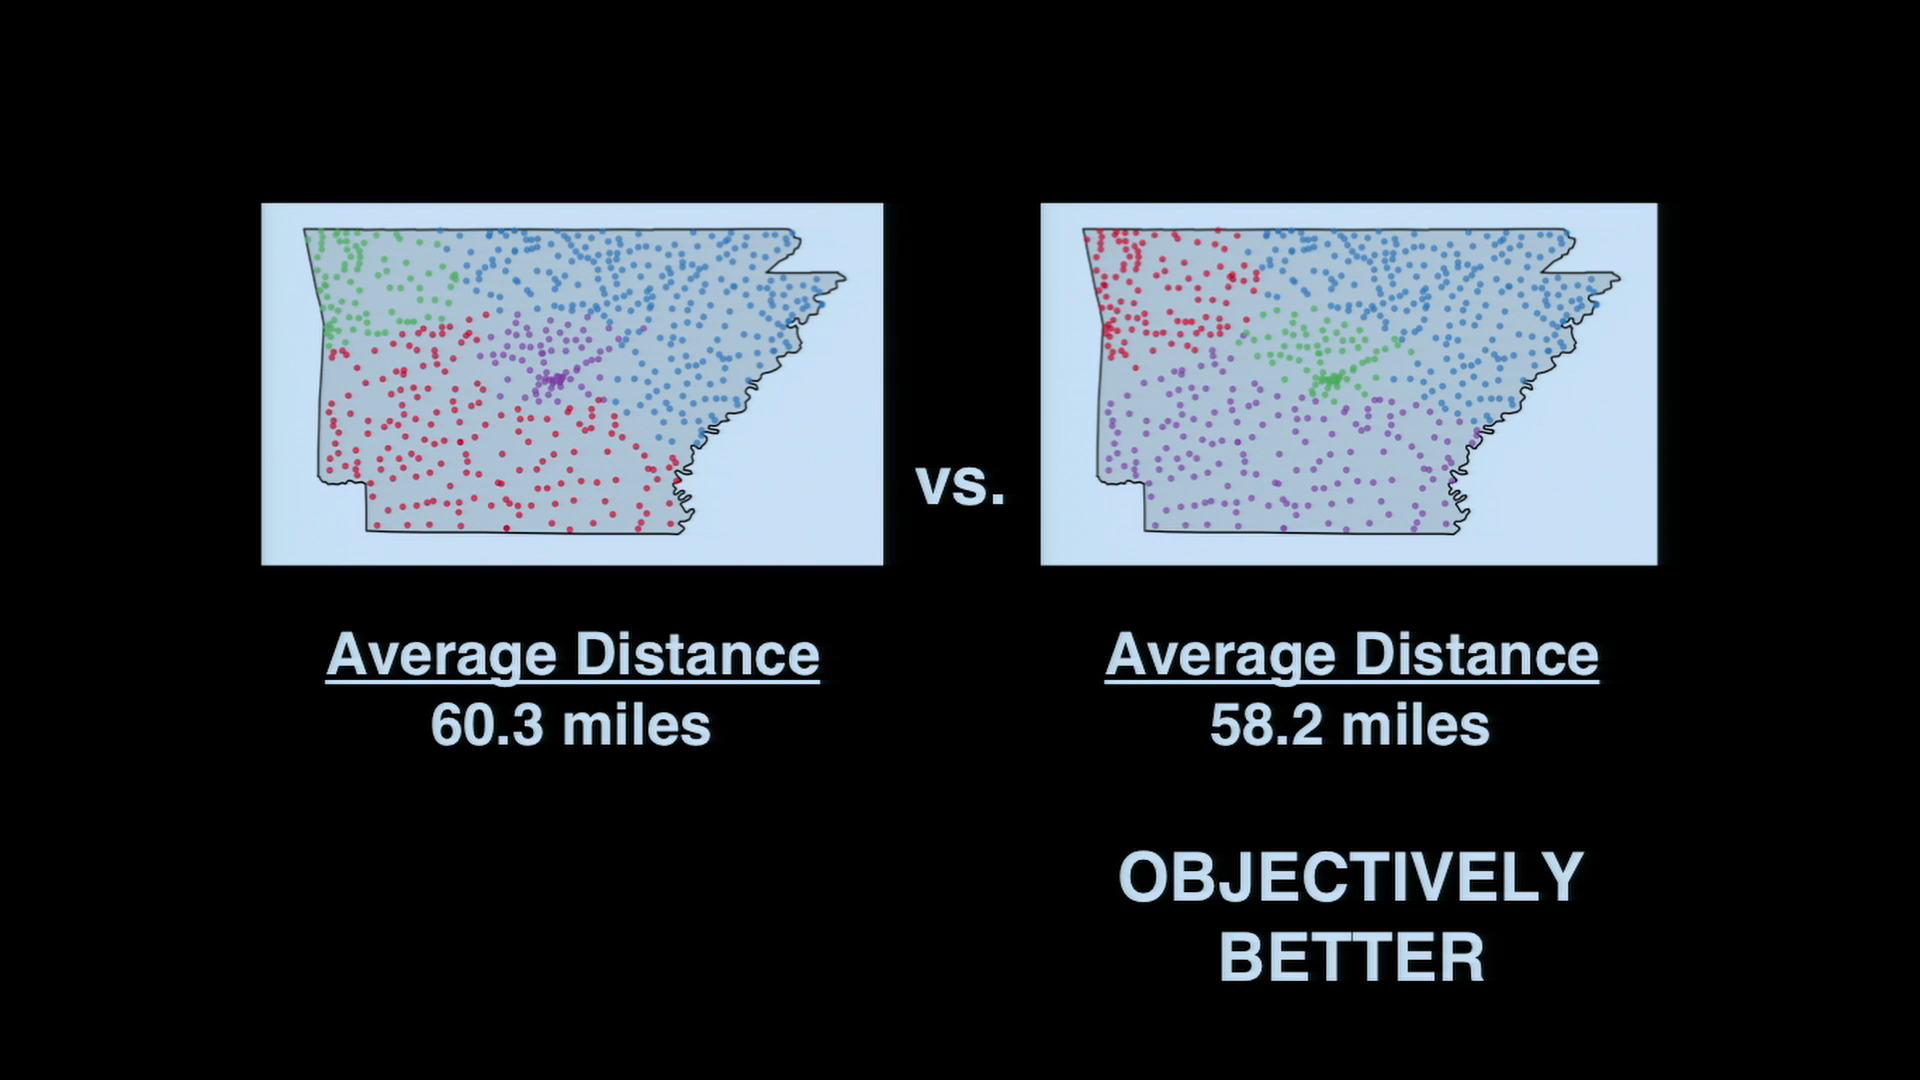 vs.
Average Distance
60.3 miles
Average Distance
58.2 miles
OBJECTIVELY
BETTER